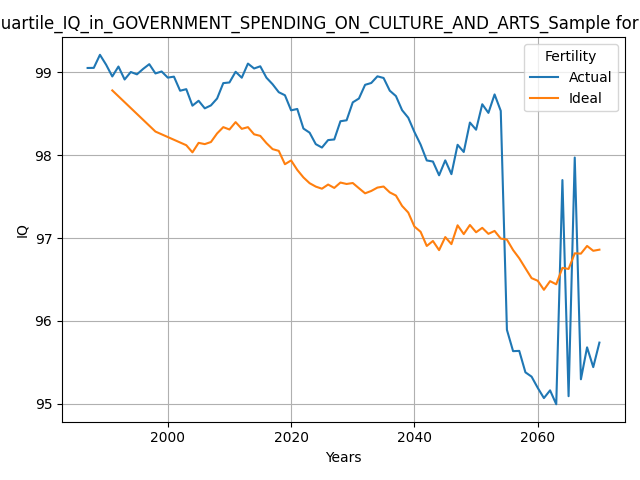 uartile_IQ_in_GOVERNMENT_SPENDING_ON_CULTURE_AND_ARTS_Sample for
Fertility
Actual
Ideal
99
98
97
96
95
IQ
2000 2020 2040 2060
Years